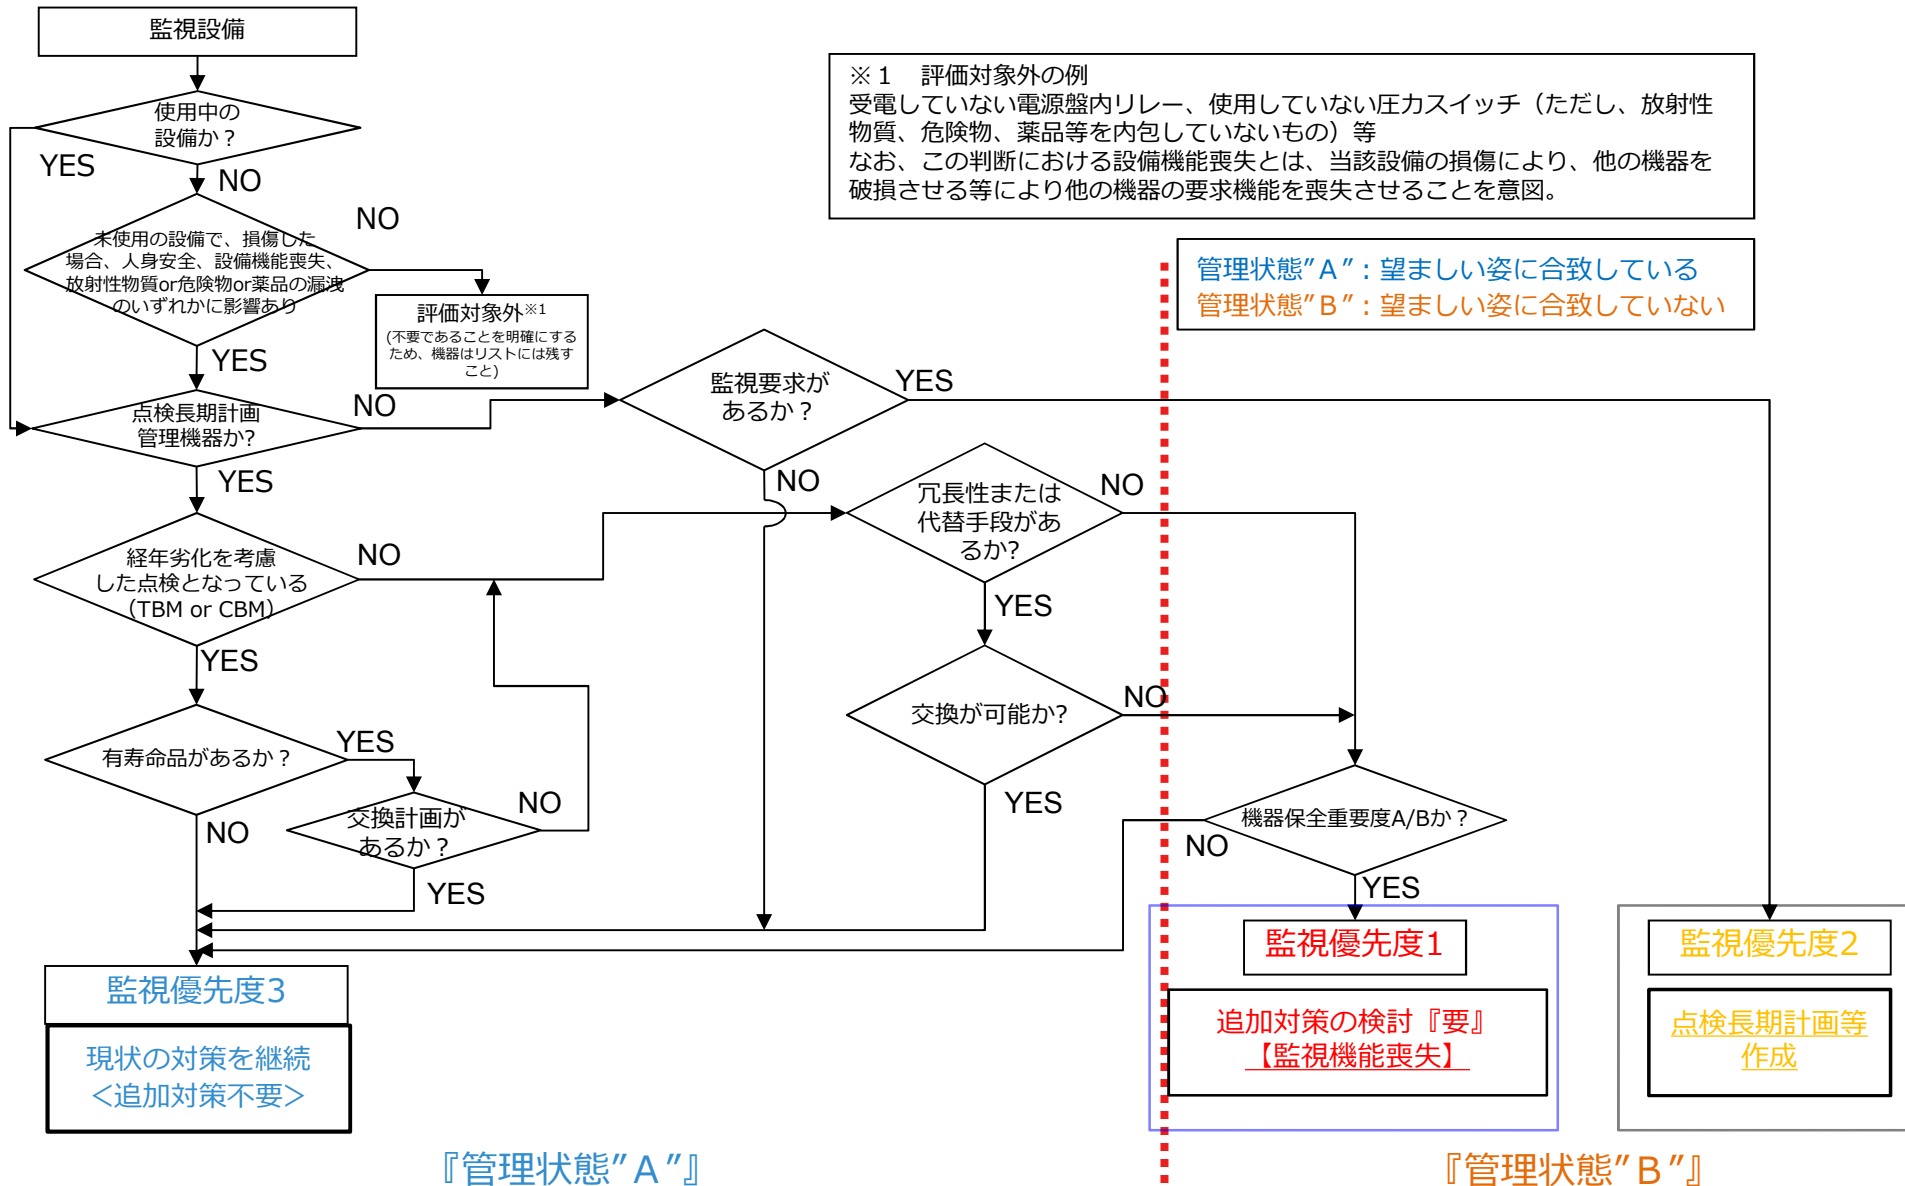 監視設備
使用中の
設備か？
YES
NO
未使用の設備で、損傷した
場合、人身安全、設備機能喪失、
放射性物質or危険物or薬品の漏洩
のいずれかに影響あり
NO
YES
評価対象外※1
(不要であることを明確にする
ため、機器はリストには残す
こと)
※１　評価対象外の例
受電していない電源盤内リレー、使用していない圧力スイッチ（ただし、放射性
物質、危険物、薬品等を内包していないもの）等
なお、この判断における設備機能喪失とは、当該設備の損傷により、他の機器を
破損させる等により他の機器の要求機能を喪失させることを意図。
管理状態”Ａ”：望ましい姿に合致している
管理状態”Ｂ”：望ましい姿に合致していない
点検長期計画
管理機器か?
NO
YES
監視要求が
あるか？
YES
NO
経年劣化を考慮
した点検となっている
（TBM or CBM）
NO
YES
冗長性または
代替手段があ
るか?
NO
YES
有寿命品があるか？
YES
NO
交換計画が
あるか？
NO
YES
交換が可能か?
NO
YES
機器保全重要度A/Bか？
NO
YES
監視優先度3
現状の対策を継続
＜追加対策不要＞
監視優先度1
追加対策の検討『要』
【監視機能喪失】
監視優先度2
点検長期計画等
作成
『管理状態”Ａ”』
『管理状態”Ｂ”』